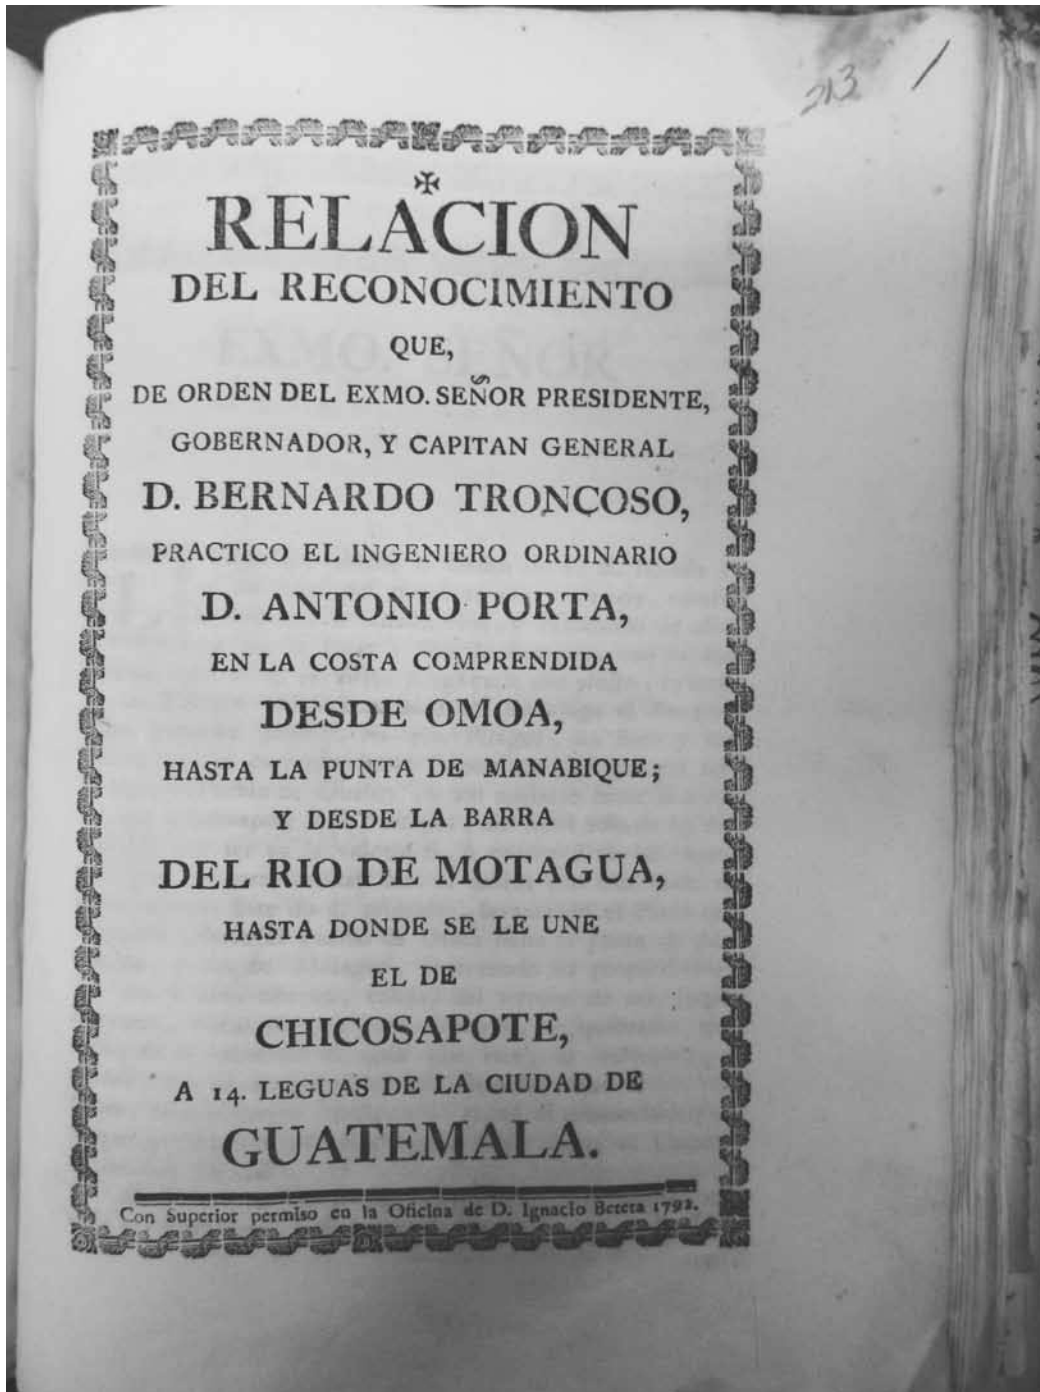 213 1
✠
RELACION
DEL RECONOCIMIENTO
QUE,
DE ORDEN DEL EXMO. SEÑOR PRESIDENTE,
GOBERNADOR, Y CAPITAN GENERAL
D. BERNARDO TRONCOSO,
PRACTICO EL INGENIERO ORDINARIO
D. ANTONIO PORTA,
EN LA COSTA COMPRENDIDA
DESDE OMOA,
HASTA LA PUNTA DE MANABIQUE;
Y DESDE LA BARRA
DEL RIO DE MOTAGUA,
HASTA DONDE SE LE UNE
EL DE
CHICOSAPOTE,
A 14. LEGUAS DE LA CIUDAD DE
GUATEMALA.
Con Superior permiso en la Oficina de D. Ignacio Beteta 1792.